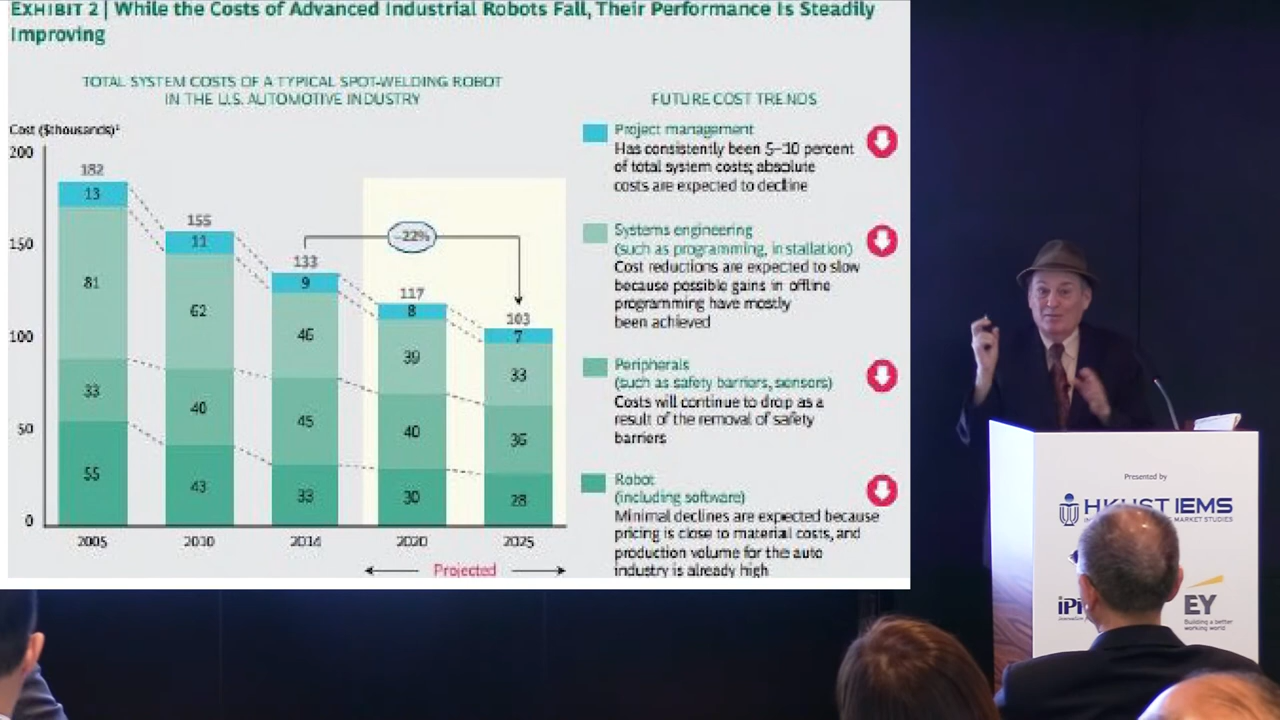 EXHIBIT 2 | While the Costs of Advanced Industrial Robots Fall, Their Performance Is Steadily
Improving
TOTAL SYSTEM COSTS OF A TYPICAL SPOT-WELDING ROBOT
IN THE U.S. AUTOMOTIVE INDUSTRY
Cost ($thousands)¹
200
150
100
50
0
182
13
81
33
55
2005
155
11
62
40
43
2010
133
9
46
45
33
2014
117
8
39
40
30
2020
103
7
33
36
28
2025
-22%
Projected
FUTURE COST TRENDS
Project management
Has consistently been 5–10 percent
of total system costs; absolute
costs are expected to decline
Systems engineering
(such as programming, installation)
Cost reductions are expected to slow
because possible gains in offline
programming have mostly
been achieved
Peripherals
(such as safety barriers, sensors)
Costs will continue to drop as a
result of the removal of safety
barriers
Robot
(including software)
Minimal declines are expected because
pricing is close to material costs, and
production volume for the auto
industry is already high
Presented by
HKUST IEMS
MARKET STUDIES
EY
Building a better
working world